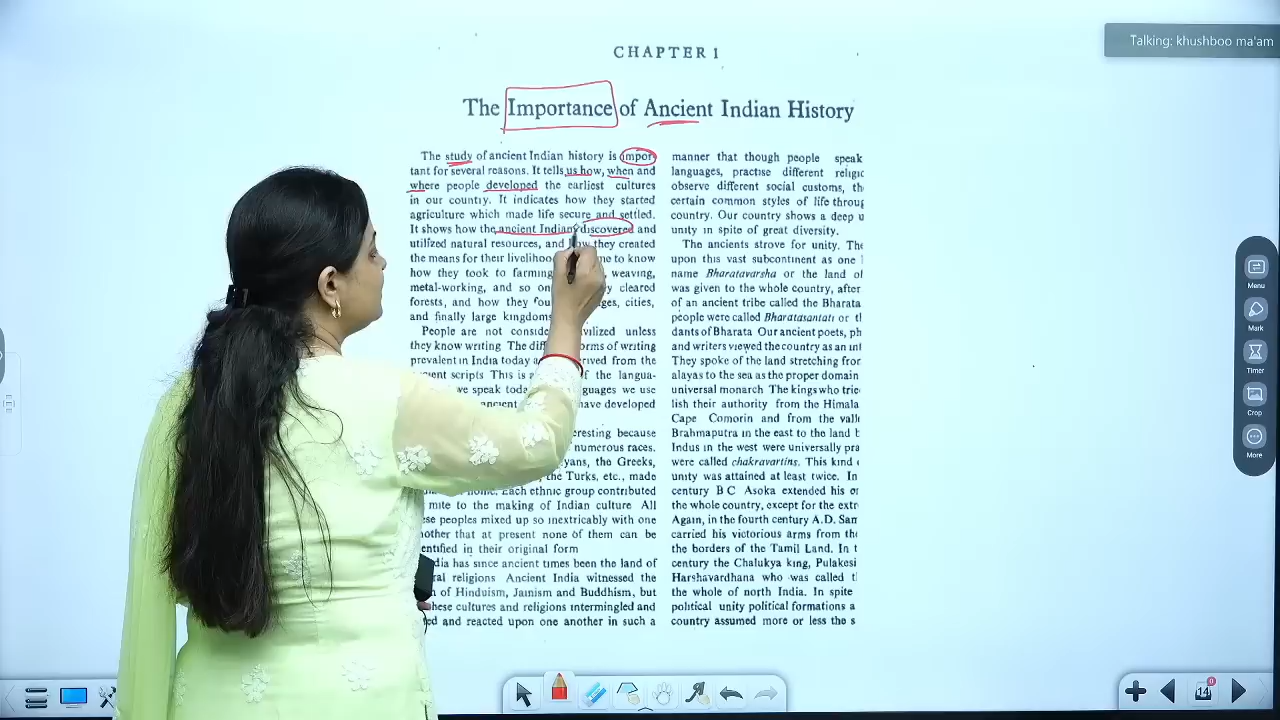 Talking: khushboo ma'am
CHAPTER 1
The Importance of Ancient Indian History
The study of ancient Indian history is impor
tant for several reasons. It tells us how, when and
where people developed the earliest cultures
in our country. It indicates how they started
agriculture which made life secure and settled.
It shows how the ancient Indians discovered and
utilized natural resources, and how they created
the means for their to know
how they took to farming, weaving,
metal-working, and so on cleared
forests, and how they cities,
and finally large kingdoms
People are not unless
they know writing The of writing
prevalent in India today from the
scripts This is of the langua-
we speak we use
have developed
because
numerous races.
the Greeks,
the Turks, etc., made
home. Each ethnic group contributed
mite to the making of Indian culture All
peoples mixed up so inextricably with one
that at present none of them can be
in their original form
has since ancient times been the land of
religions Ancient India witnessed the
of Hinduism, Jainism and Buddhism, but
these cultures and religions intermingled and
and reacted upon one another in such a
manner that though people speak
languages, practise different
observe different social customs,
certain common styles of life
country. Our country shows a deep
unity in spite of great diversity.
The ancients strove for unity.
upon this vast subcontinent as one
name Bharatavarsha or the land of
was given to the whole country, after
of an ancient tribe called the Bharata
people were called Bharatasantati or
dants of Bharata Our ancient poets,
and writers viewed the country as an
They spoke of the land stretching
alayas to the sea as the proper domain
universal monarch The kings who
lish their authority from the
Cape Comorin and from the
Brahmaputra in the east to the land
Indus in the west were universally
were called chakravartins. This kind
unity was attained at least twice. In
century B C Asoka extended his
the whole country, except for the
Again, in the fourth century A.D.
carried his victorious arms from the
the borders of the Tamil Land. In
century the Chalukya king,
Harshavardhana who was called
the whole of north India. In spite
political unity political formations
country assumed more or less the
Menu
Mark
Timer
Crop
More
14